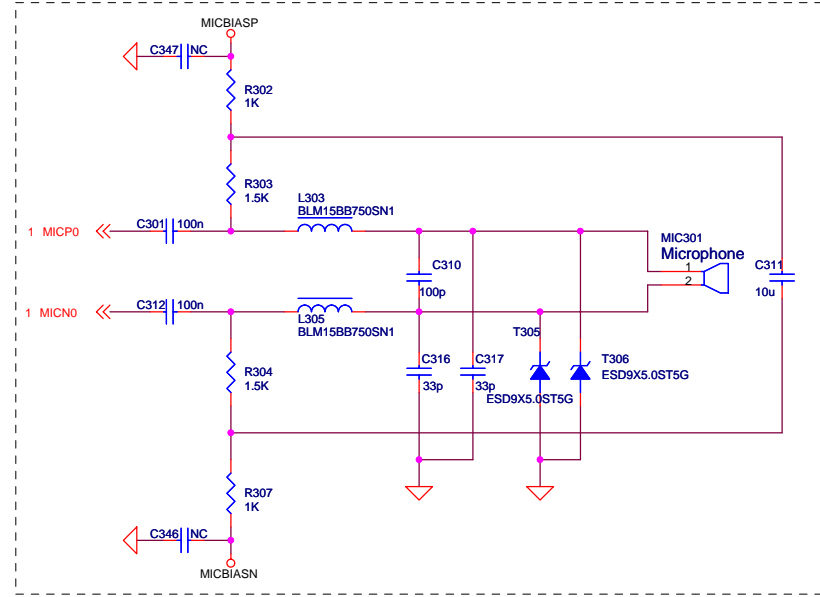 MICBIASP
C347 NC
R302
1K
R303
1.5K
L303
BLM15BB750SN1
1 MICP0
C301 100n
MIC301
Microphone
1
2
C310
100p
C311
10u
1 MICN0
C312 100n
L305
BLM15BB750SN1
T305
C316
33p
C317
33p
T306
ESD9X5.0ST5G
ESD9X5.0ST5G
R304
1.5K
R307
1K
C346 NC
MICBIASN